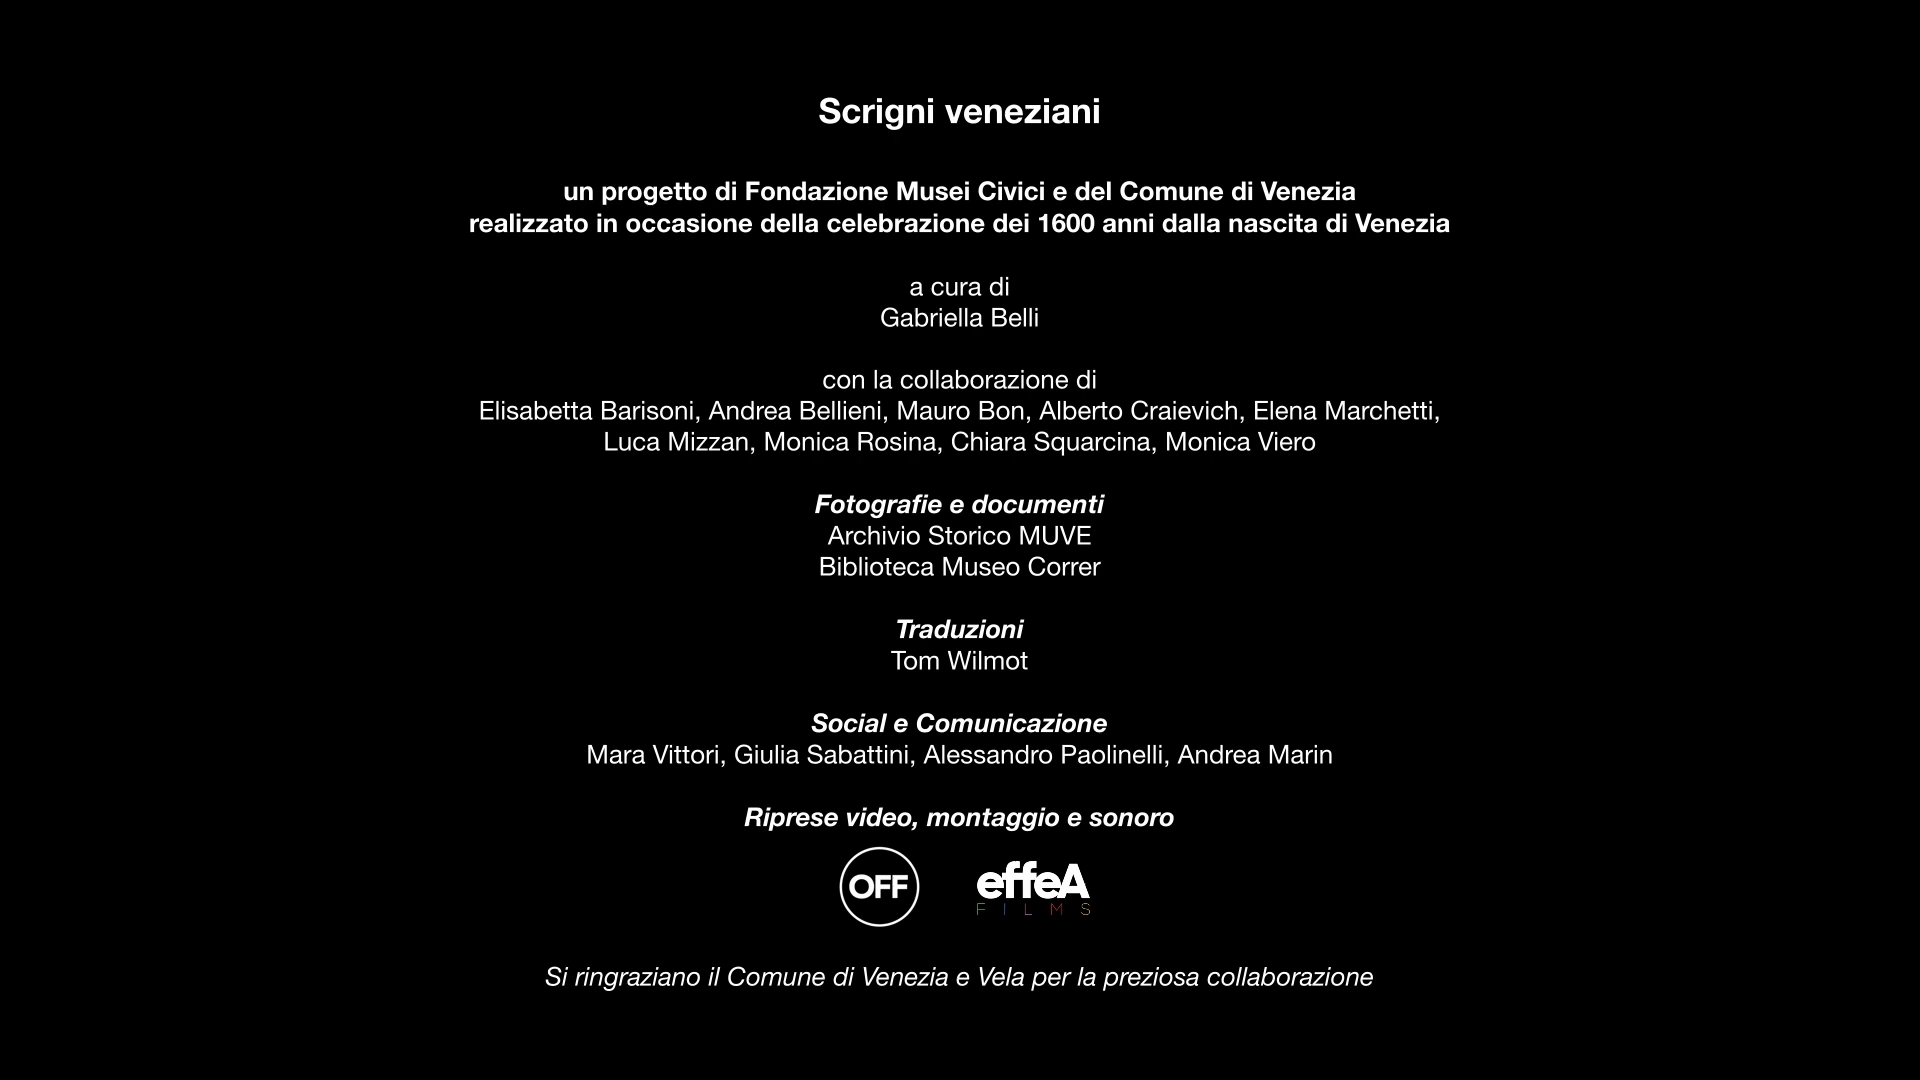 Scrigni veneziani
un progetto di Fondazione Musei Civici e del Comune di Venezia
realizzato in occasione della celebrazione dei 1600 anni dalla nascita di Venezia
a cura di
Gabriella Belli
con la collaborazione di
Elisabetta Barisoni, Andrea Bellieni, Mauro Bon, Alberto Craievich, Elena Marchetti,
Luca Mizzan, Monica Rosina, Chiara Squarcina, Monica Viero
Fotografie e documenti
Archivio Storico MUVE
Biblioteca Museo Correr
Traduzioni
Tom Wilmot
Social e Comunicazione
Mara Vittori, Giulia Sabattini, Alessandro Paolinelli, Andrea Marin
Riprese video, montaggio e sonoro
OFF
effeA
FILMS
Si ringraziano il Comune di Venezia e Vela per la preziosa collaborazione